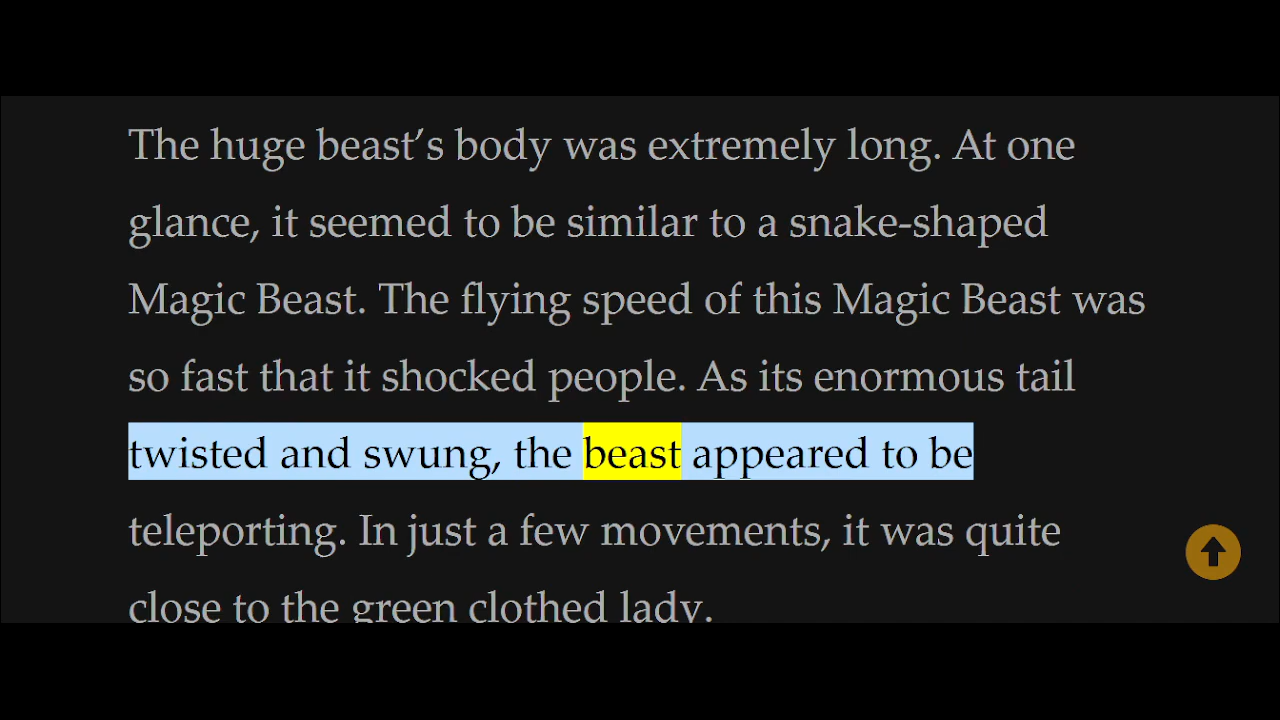 The huge beast’s body was extremely long. At one
glance, it seemed to be similar to a snake-shaped
Magic Beast. The flying speed of this Magic Beast was
so fast that it shocked people. As its enormous tail
twisted and swung, the beast appeared to be
teleporting. In just a few movements, it was quite
close to the green clothed lady.